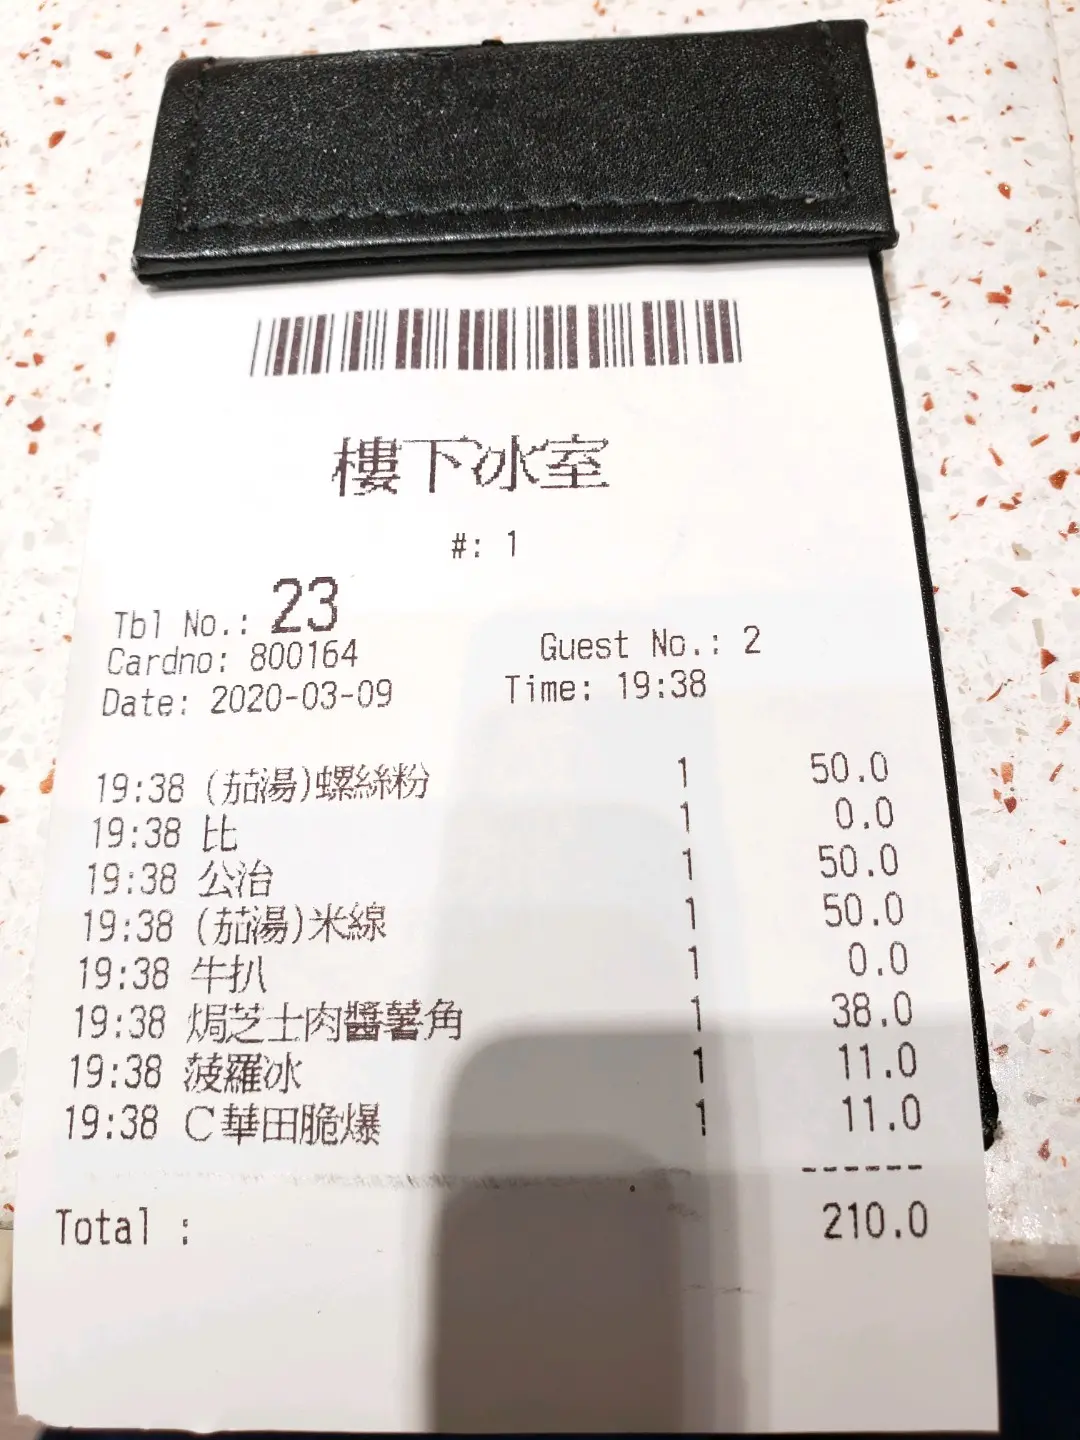 樓下冰室
#: 1
Tbl No.: 23
Cardno: 800164 Guest No.: 2
Date: 2020-03-09 Time: 19:38
19:38 (茄湯)螺絲粉 1 50.0
19:38 比 1 0.0
19:38 公治 1 50.0
19:38 (茄湯)米線 1 50.0
19:38 牛扒 1 0.0
19:38 焗芝士肉醬薯角 1 38.0
19:38 菠羅冰 1 11.0
19:38 C華田脆爆 1 11.0
------
Total : 210.0